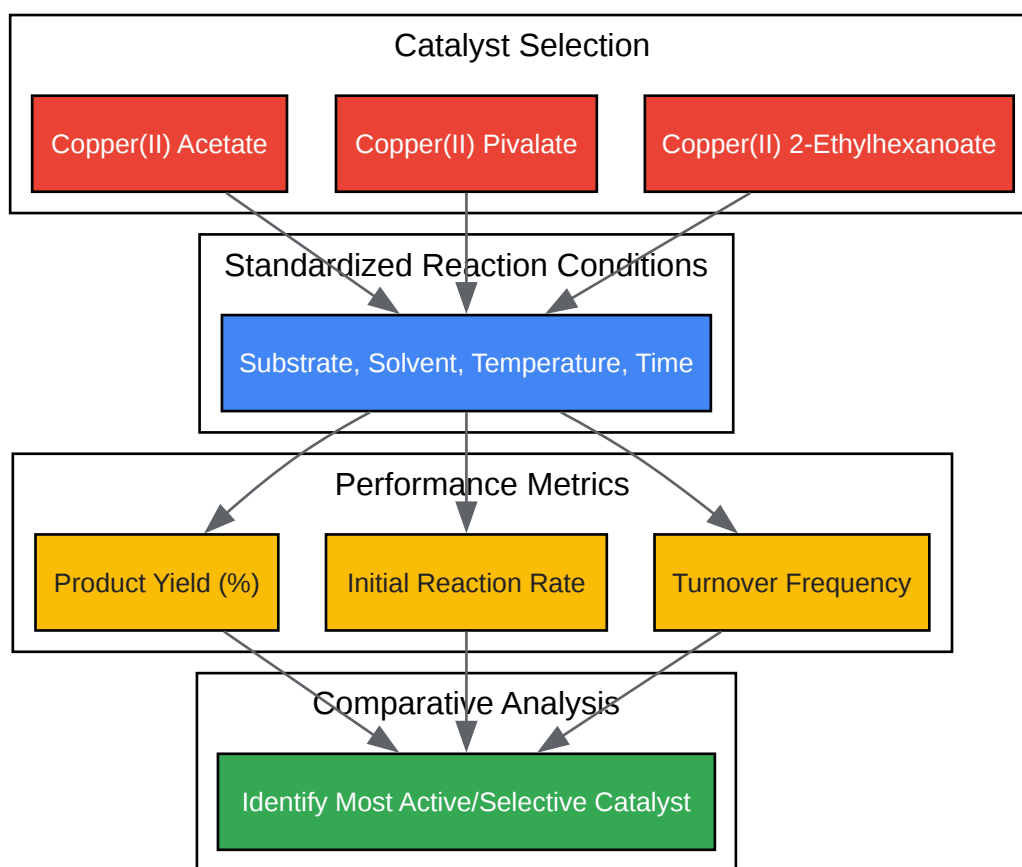 Catalyst Selection
Copper(II) Acetate
Copper(II) Pivalate
Copper(II) 2-Ethylhexanoate
Standardized Reaction Conditions
Substrate, Solvent, Temperature, Time
Performance Metrics
Product Yield (%)
Initial Reaction Rate
Turnover Frequency
Comparative Analysis
Identify Most Active/Selective Catalyst